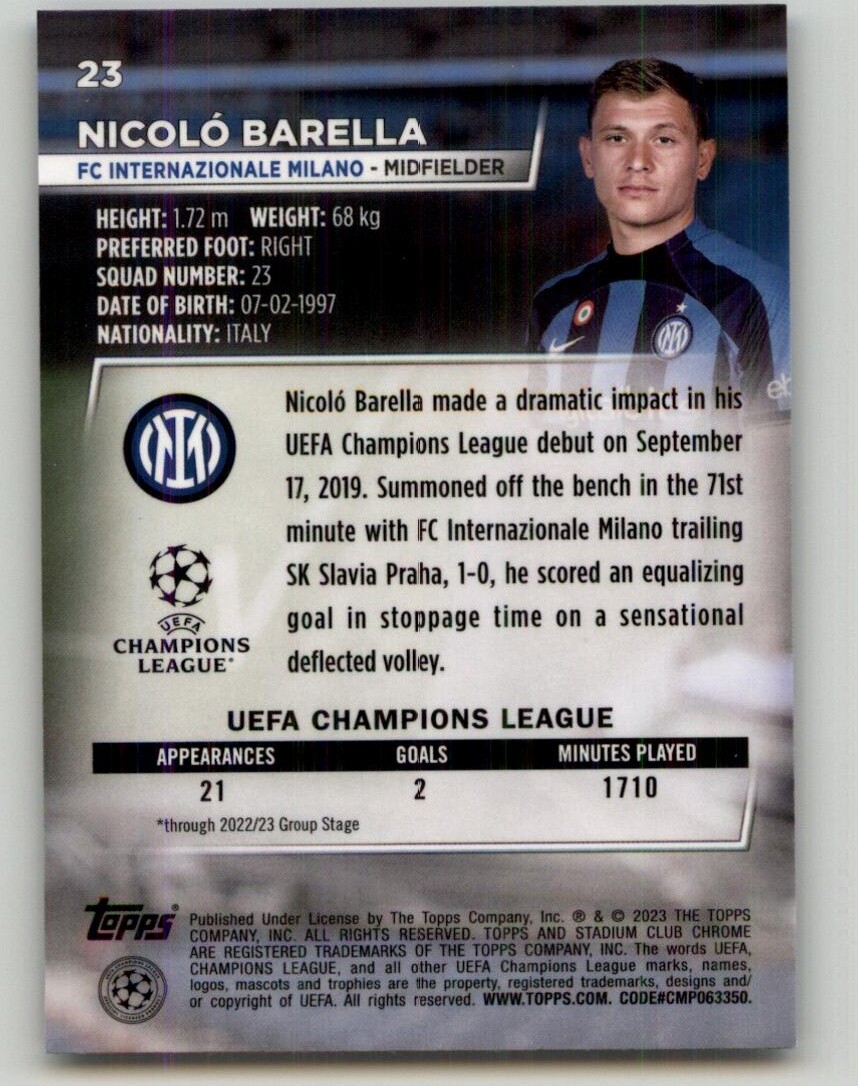 23
NICOLÓ BARELLA
FC INTERNAZIONALE MILANO - MIDFIELDER
HEIGHT: 1.72 m WEIGHT: 68 kg
PREFERRED FOOT: RIGHT
SQUAD NUMBER: 23
DATE OF BIRTH: 07-02-1997
NATIONALITY: ITALY
Nicoló Barella made a dramatic impact in his
UEFA Champions League debut on September
17, 2019. Summoned off the bench in the 71st
minute with FC Internazionale Milano trailing
SK Slavia Praha, 1-0, he scored an equalizing
goal in stoppage time on a sensational
deflected volley.
UEFA
CHAMPIONS
LEAGUE®
UEFA CHAMPIONS LEAGUE
APPEARANCES GOALS MINUTES PLAYED
21 2 1710
*through 2022/23 Group Stage
Topps®
Published Under License by The Topps Company, Inc. ® & © 2023 THE TOPPS
COMPANY, INC. ALL RIGHTS RESERVED. TOPPS AND STADIUM CLUB CHROME
ARE REGISTERED TRADEMARKS OF THE TOPPS COMPANY, INC. The words UEFA,
CHAMPIONS LEAGUE, and all other UEFA Champions League marks, names,
logos, mascots and trophies are the property, registered trademarks, designs and/
or copyright of UEFA. All rights reserved. WWW.TOPPS.COM. CODE#CMP063350.